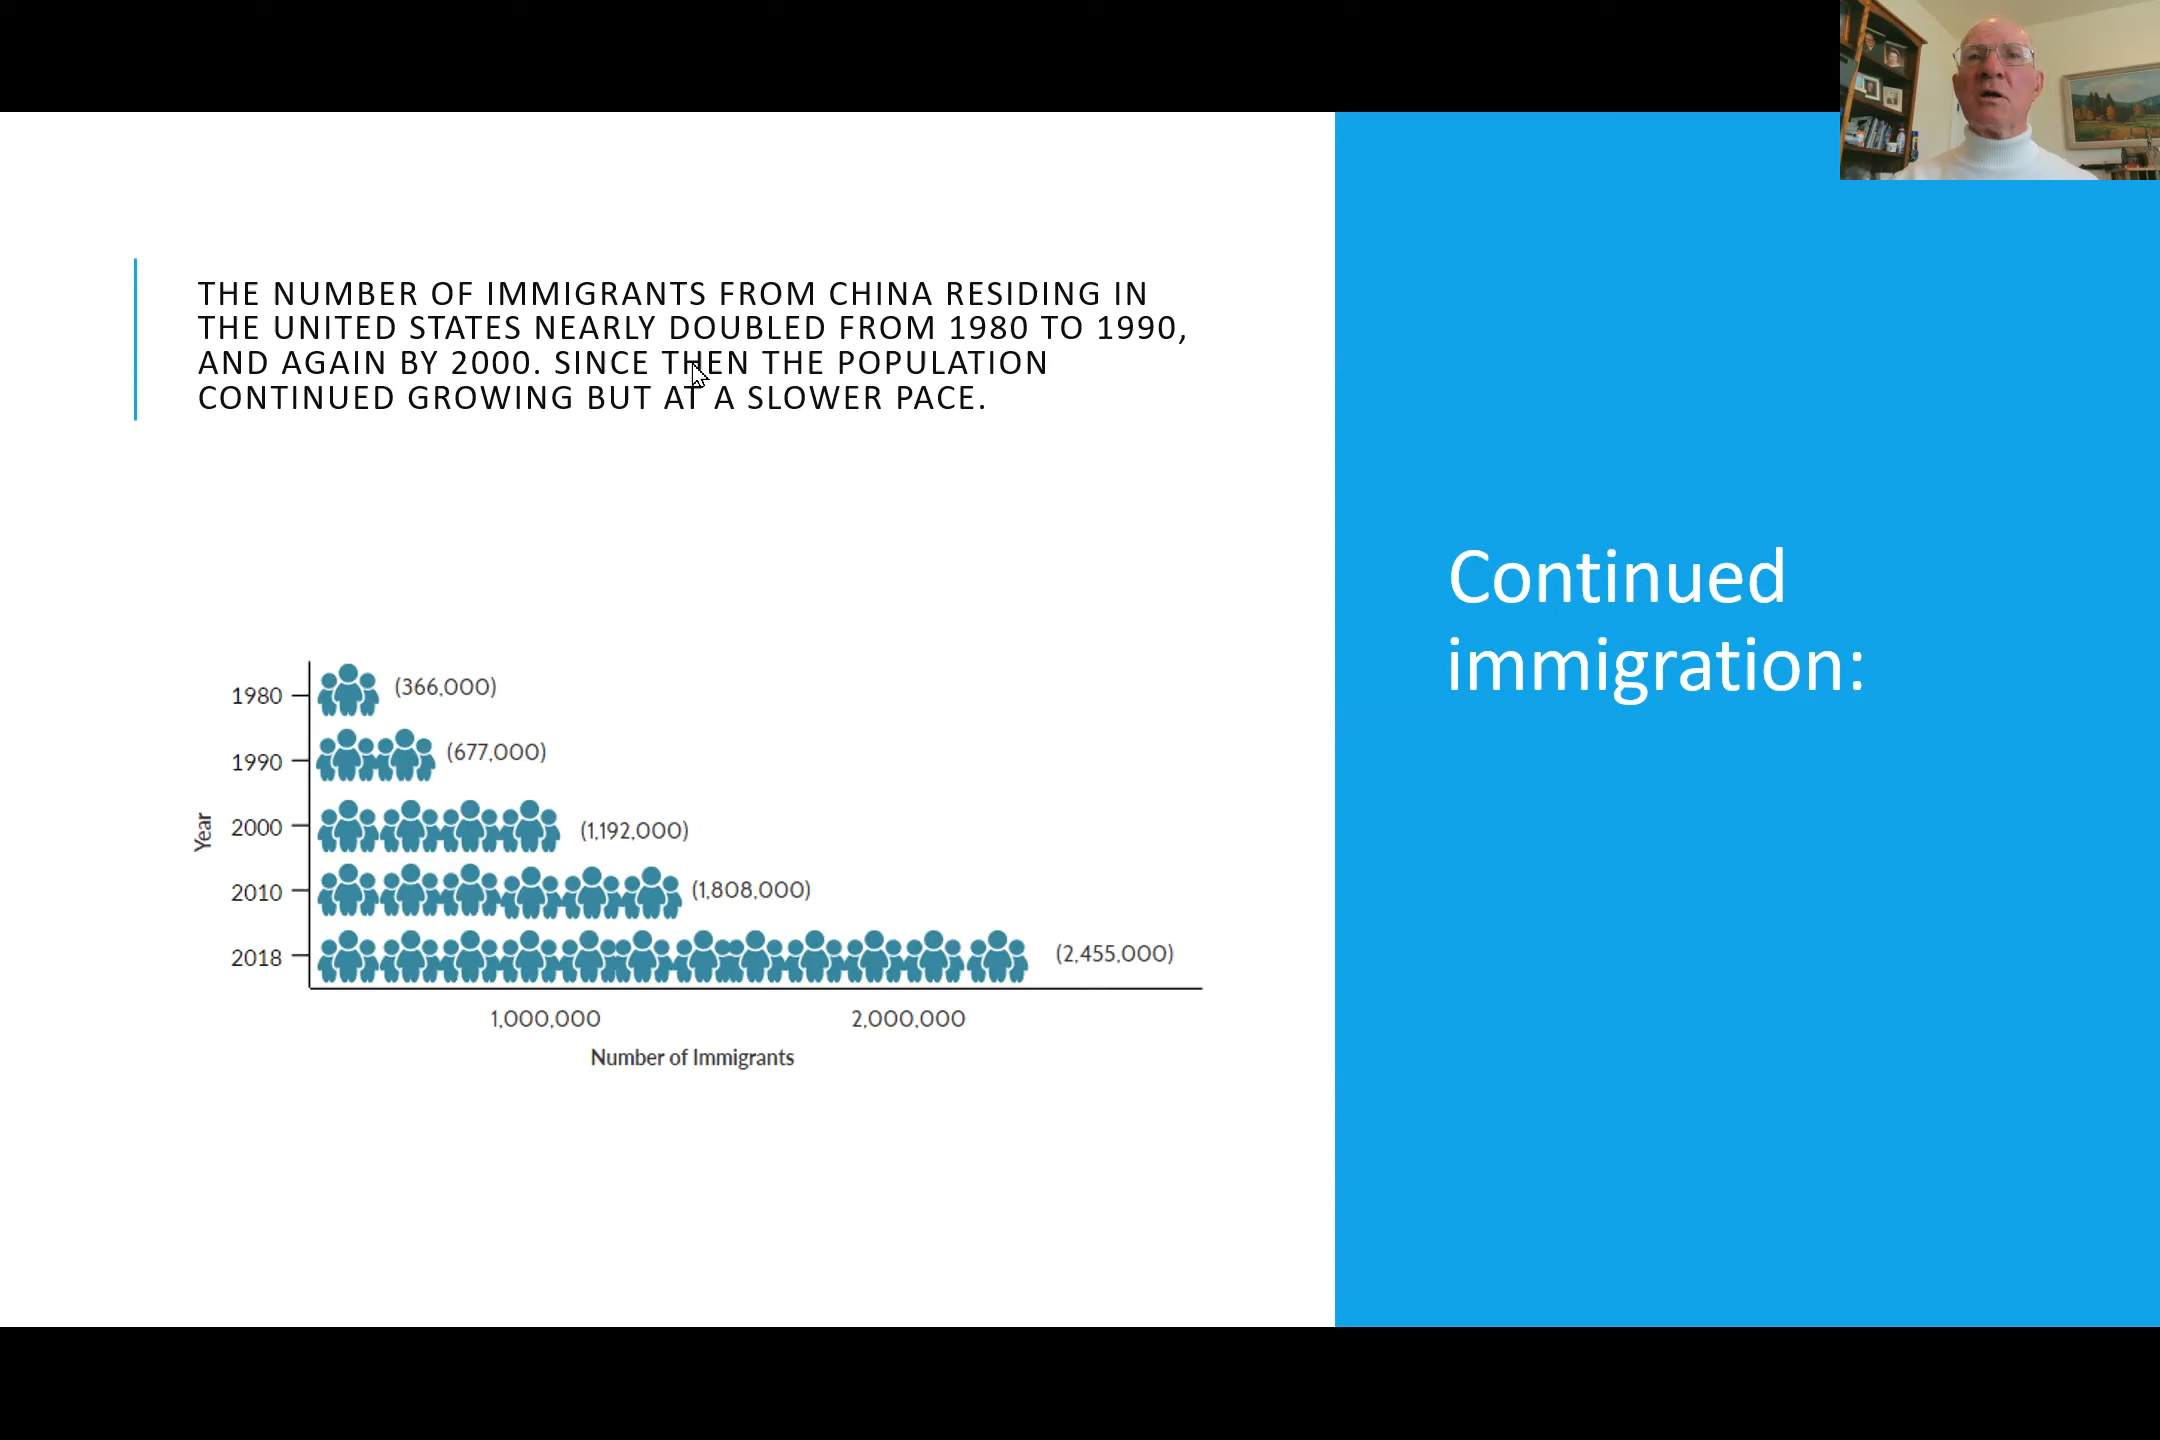 THE NUMBER OF IMMIGRANTS FROM CHINA RESIDING IN
THE UNITED STATES NEARLY DOUBLED FROM 1980 TO 1990,
AND AGAIN BY 2000. SINCE THEN THE POPULATION
CONTINUED GROWING BUT AT A SLOWER PACE.
Continued
immigration:
Year
1980 (366,000)
1990 (677,000)
2000 (1,192,000)
2010 (1,808,000)
2018 (2,455,000)
1,000,000 2,000,000
Number of Immigrants